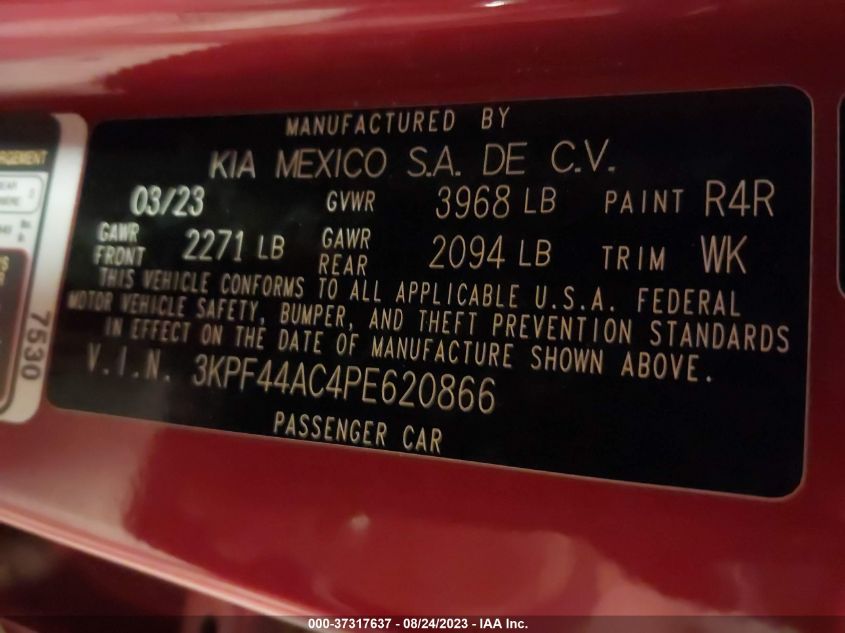 MANUFACTURED BY
KIA MEXICO S.A. DE C.V.
03/23 GVWR 3968 LB PAINT R4R
GAWR FRONT 2271 LB GAWR REAR 2094 LB TRIM WK
THIS VEHICLE CONFORMS TO ALL APPLICABLE U.S.A. FEDERAL
MOTOR VEHICLE SAFETY, BUMPER, AND THEFT PREVENTION STANDARDS
IN EFFECT ON THE DATE OF MANUFACTURE SHOWN ABOVE.
V.I.N. 3KPF44AC4PE620866
PASSENGER CAR
7530
000-37317637 - 08/24/2023 - IAA Inc.